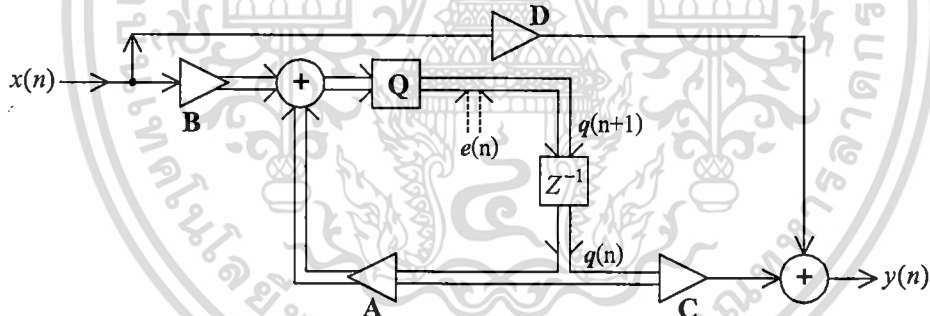 D
x(n)
B
+
Q
e(n)
q(n+1)
Z⁻¹
q(n)
A
C
+
y(n)